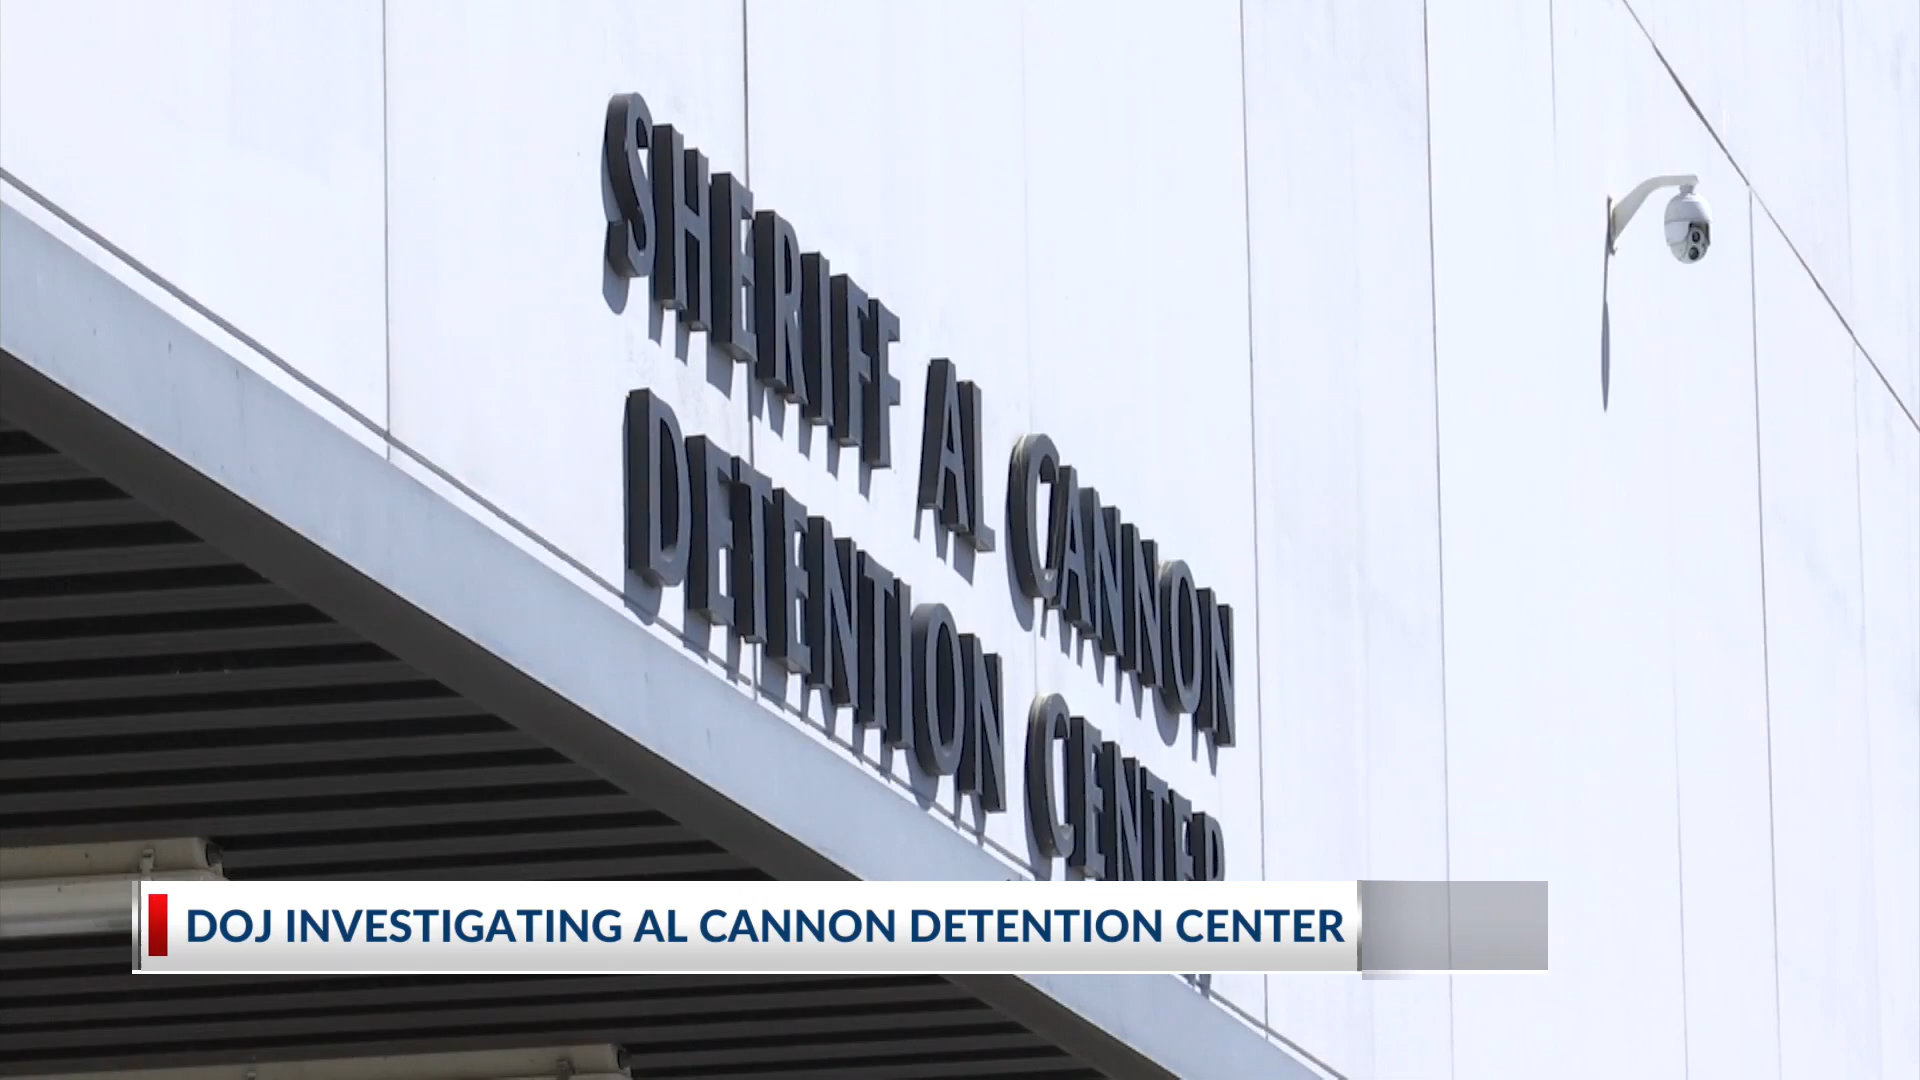 SHERIFF AL CANNON
DETENTION CENTER
DOJ INVESTIGATING AL CANNON DETENTION CENTER